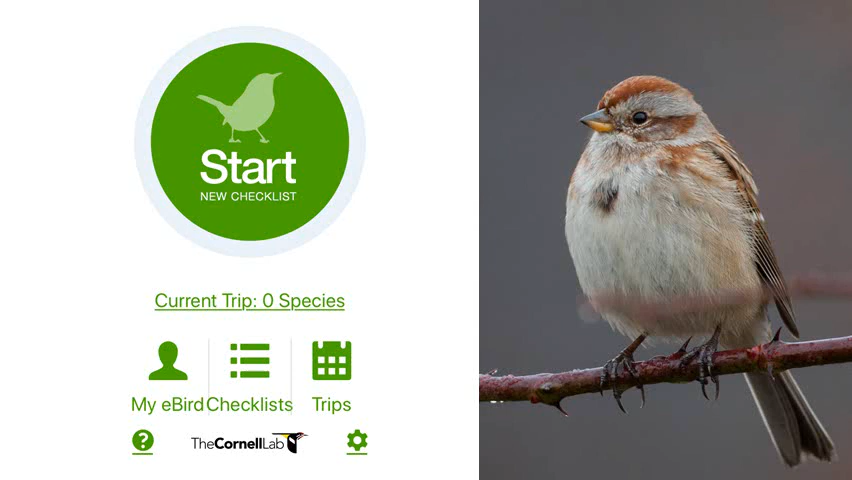 Start
NEW CHECKLIST
Current Trip: 0 Species
My eBird Checklists Trips
?
TheCornellLab